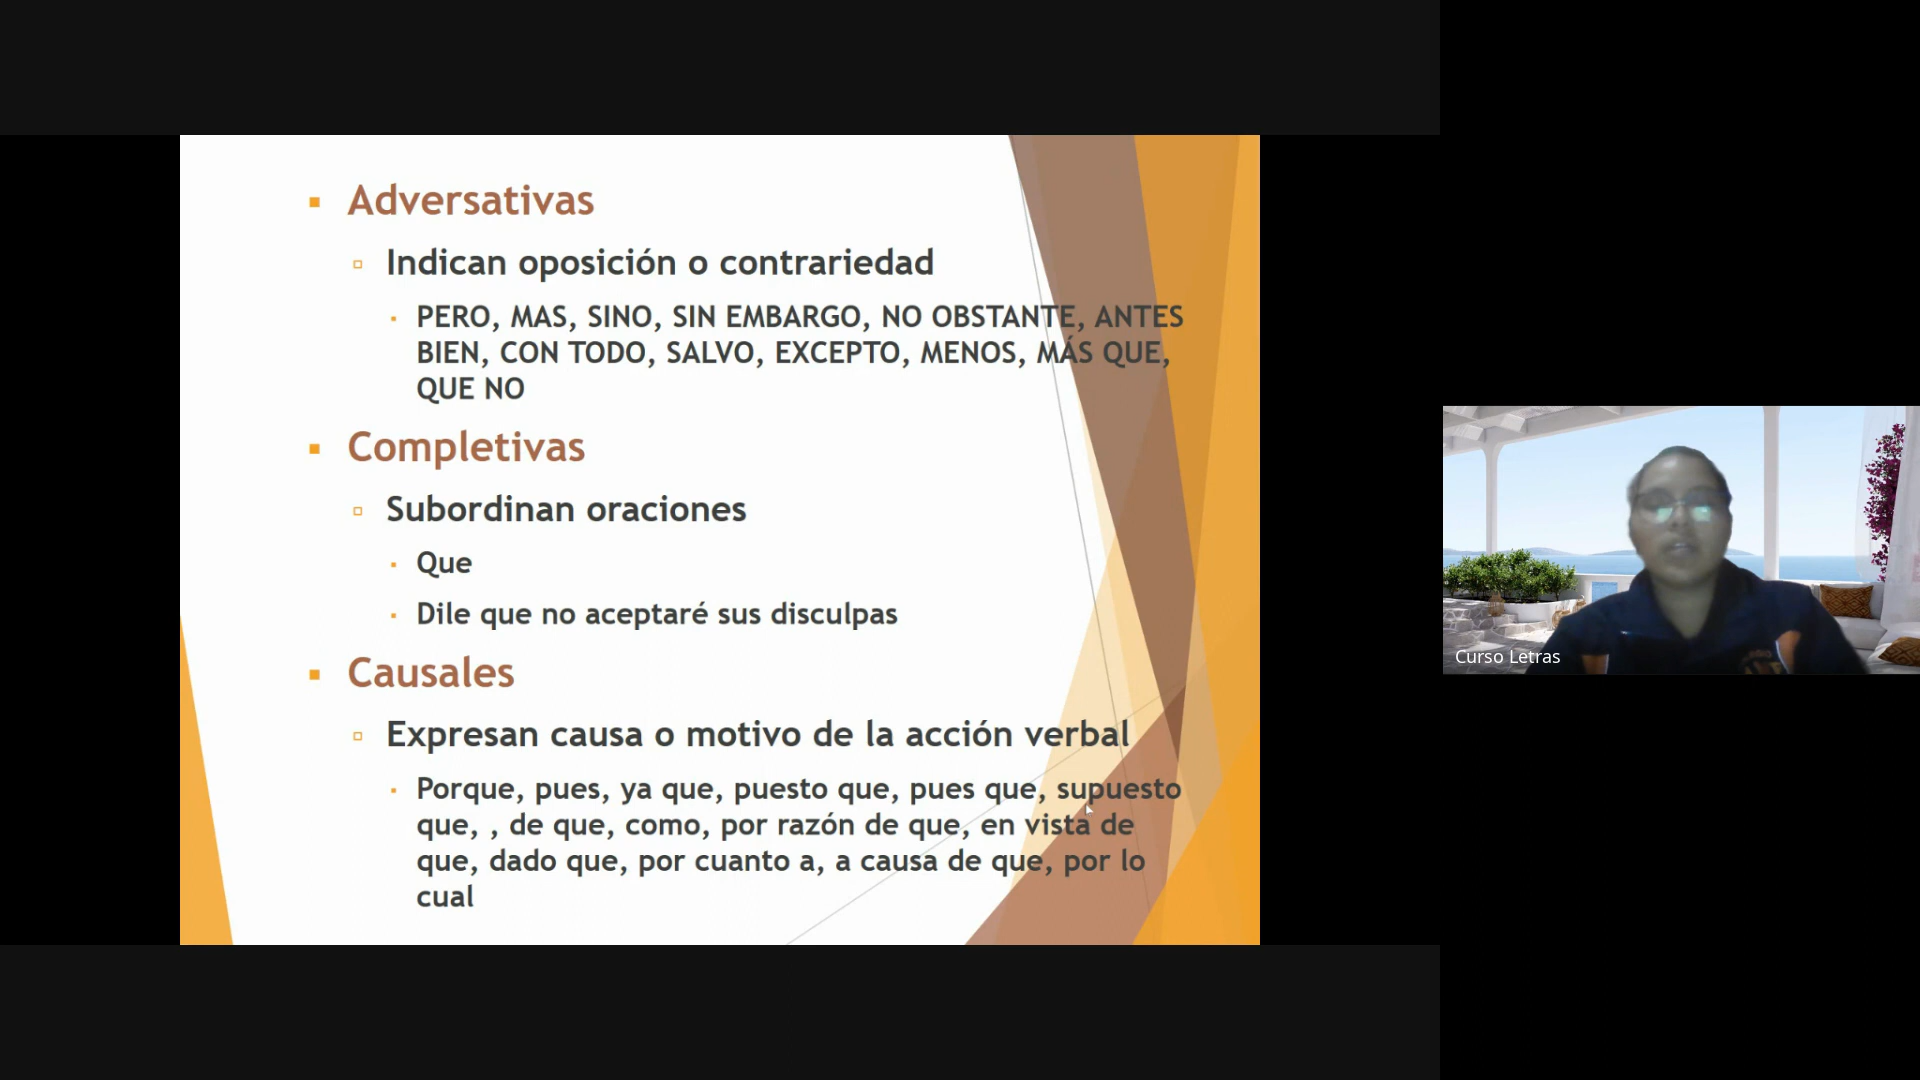 Adversativas
Indican oposición o contrariedad
PERO, MAS, SINO, SIN EMBARGO, NO OBSTANTE, ANTES
BIEN, CON TODO, SALVO, EXCEPTO, MENOS, MÁS QUE,
QUE NO
Completivas
Subordinan oraciones
Que
Dile que no aceptaré sus disculpas
Causales
Expresan causa o motivo de la acción verbal
Porque, pues, ya que, puesto que, pues que, supuesto
que, , de que, como, por razón de que, en vista de
que, dado que, por cuanto a, a causa de que, por lo
cual
Curso Letras